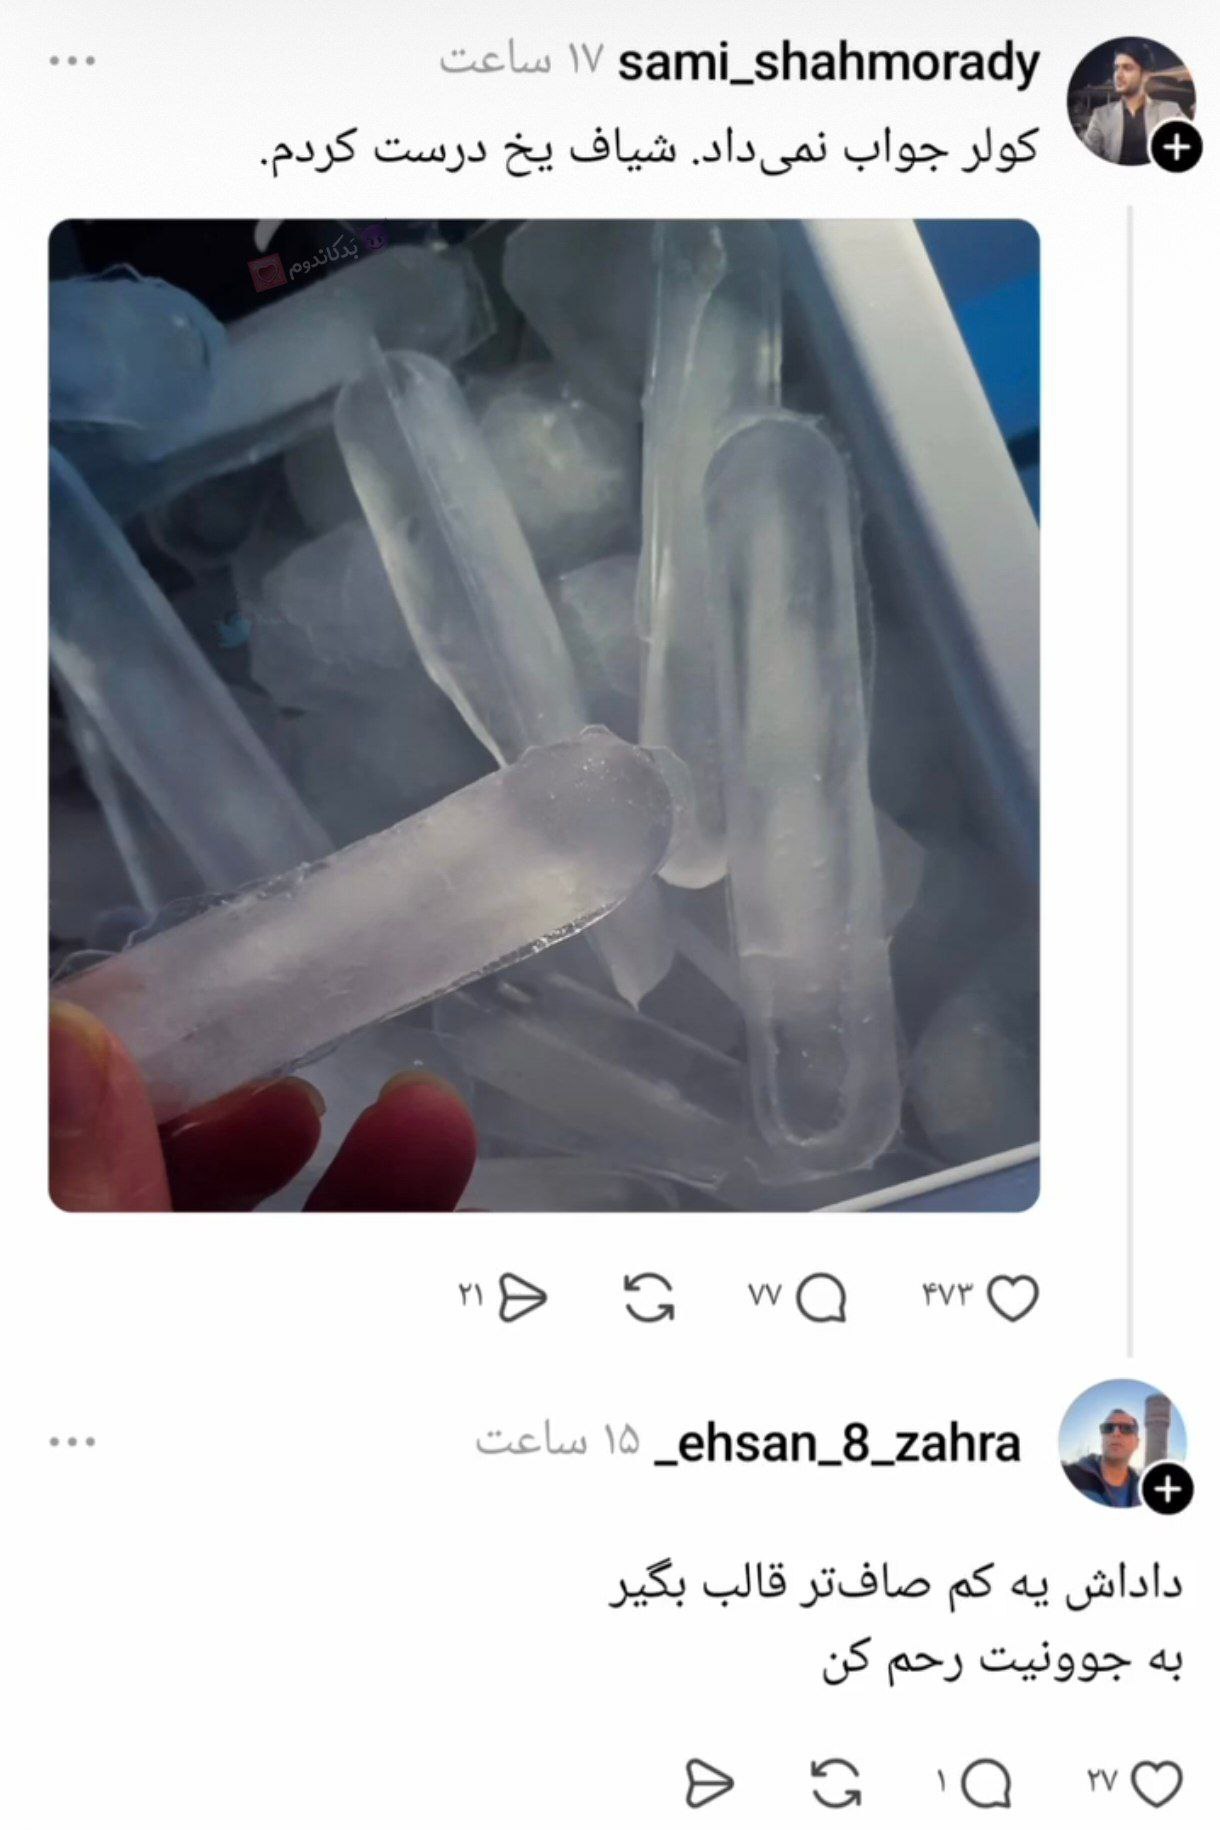 sami_shahmorady ۱۷ ساعت
کولر جواب نمی‌داد. شیاف یخ درست کردم.
بَدکاندوم
۴۷۳ ۷۷ ۲۱
_ehsan_8_zahra ۱۵ ساعت
داداش یه کم صاف‌تر قالب بگیر
به جوونیت رحم کن
۲۷ ۱